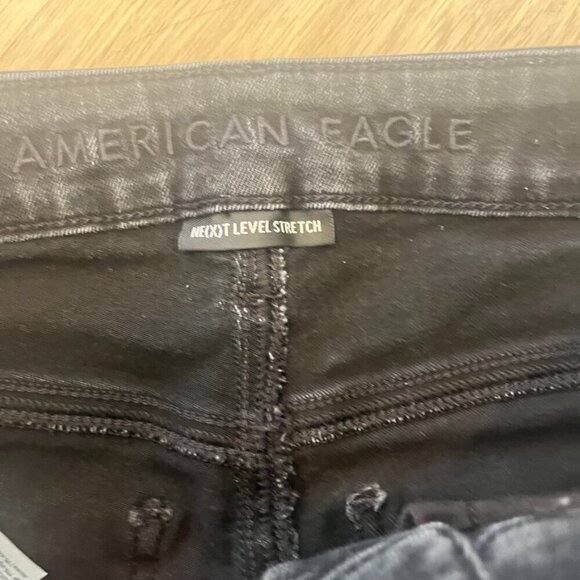 AMERICAN EAGLE
NE(X)T LEVEL STRETCH